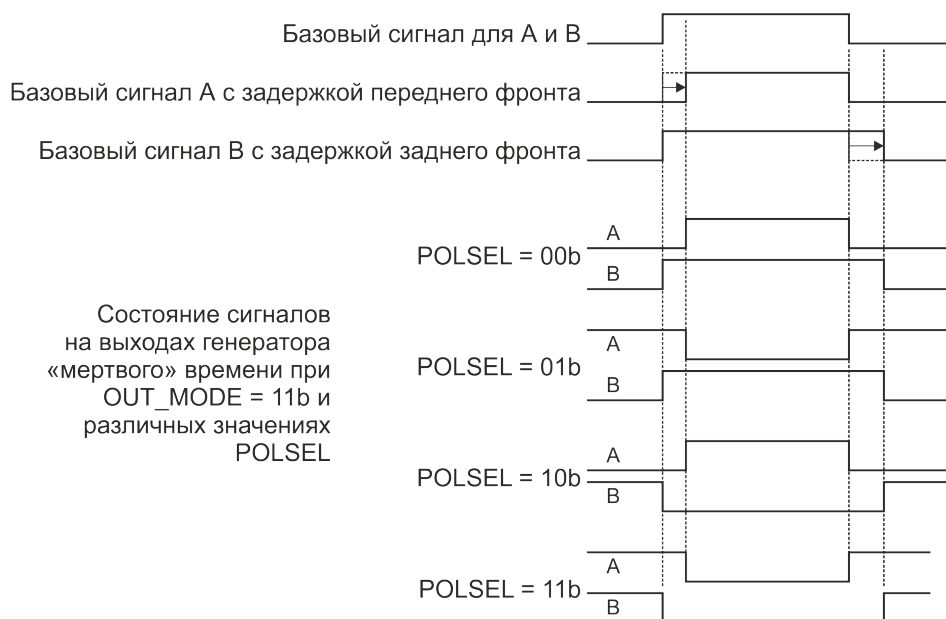 Базовый сигнал для А и В
Базовый сигнал А с задержкой переднего фронта
Базовый сигнал В с задержкой заднего фронта
POLSEL = 00b
A
B
Состояние сигналов
на выходах генератора
«мертвого» времени при
OUT_MODE = 11b и
различных значениях
POLSEL
POLSEL = 01b
A
B
POLSEL = 10b
A
B
POLSEL = 11b
A
B